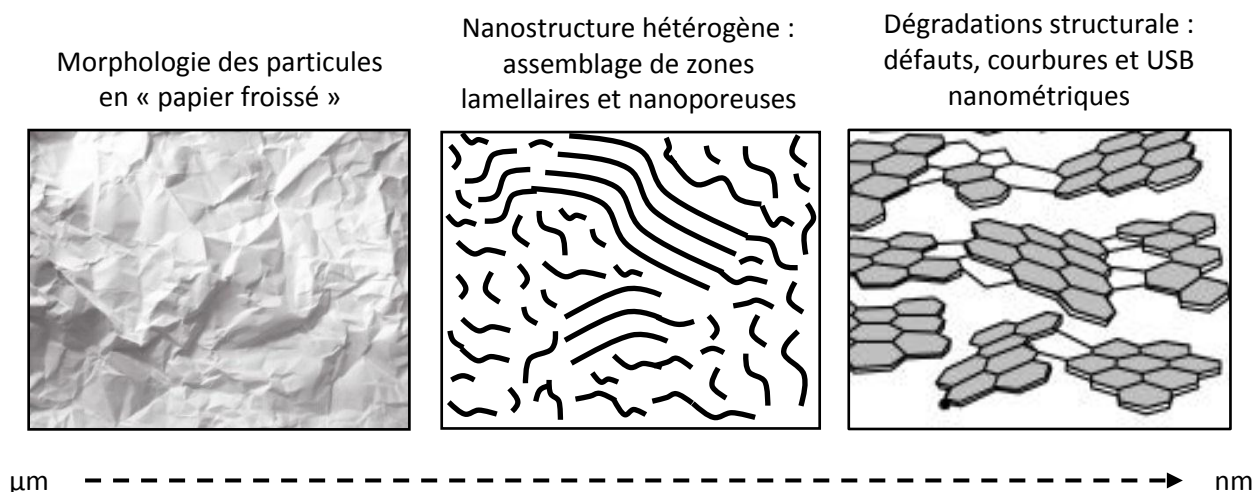 Morphologie des particules
en « papier froissé »
Nanostructure hétérogène :
assemblage de zones
lamellaires et nanoporeuses
Dégradations structurale :
défauts, courbures et USB
nanométriques
µm
nm